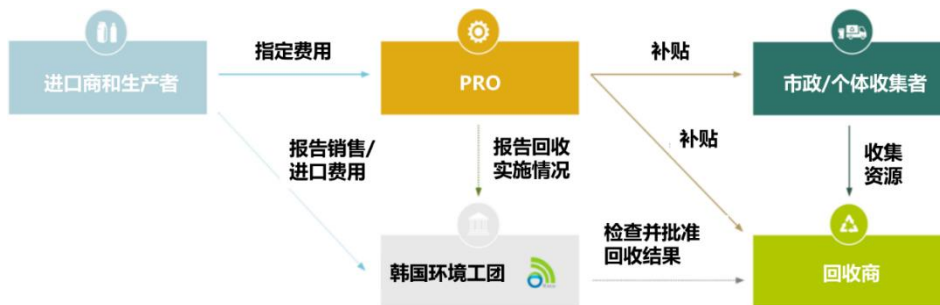 指定费用
补贴
进口商和生产者
PRO
市政/个体收集者
报告销售/
进口费用
报告回收
实施情况
补贴
收集
资源
韩国环境工团
检查并批准
回收结果
回收商